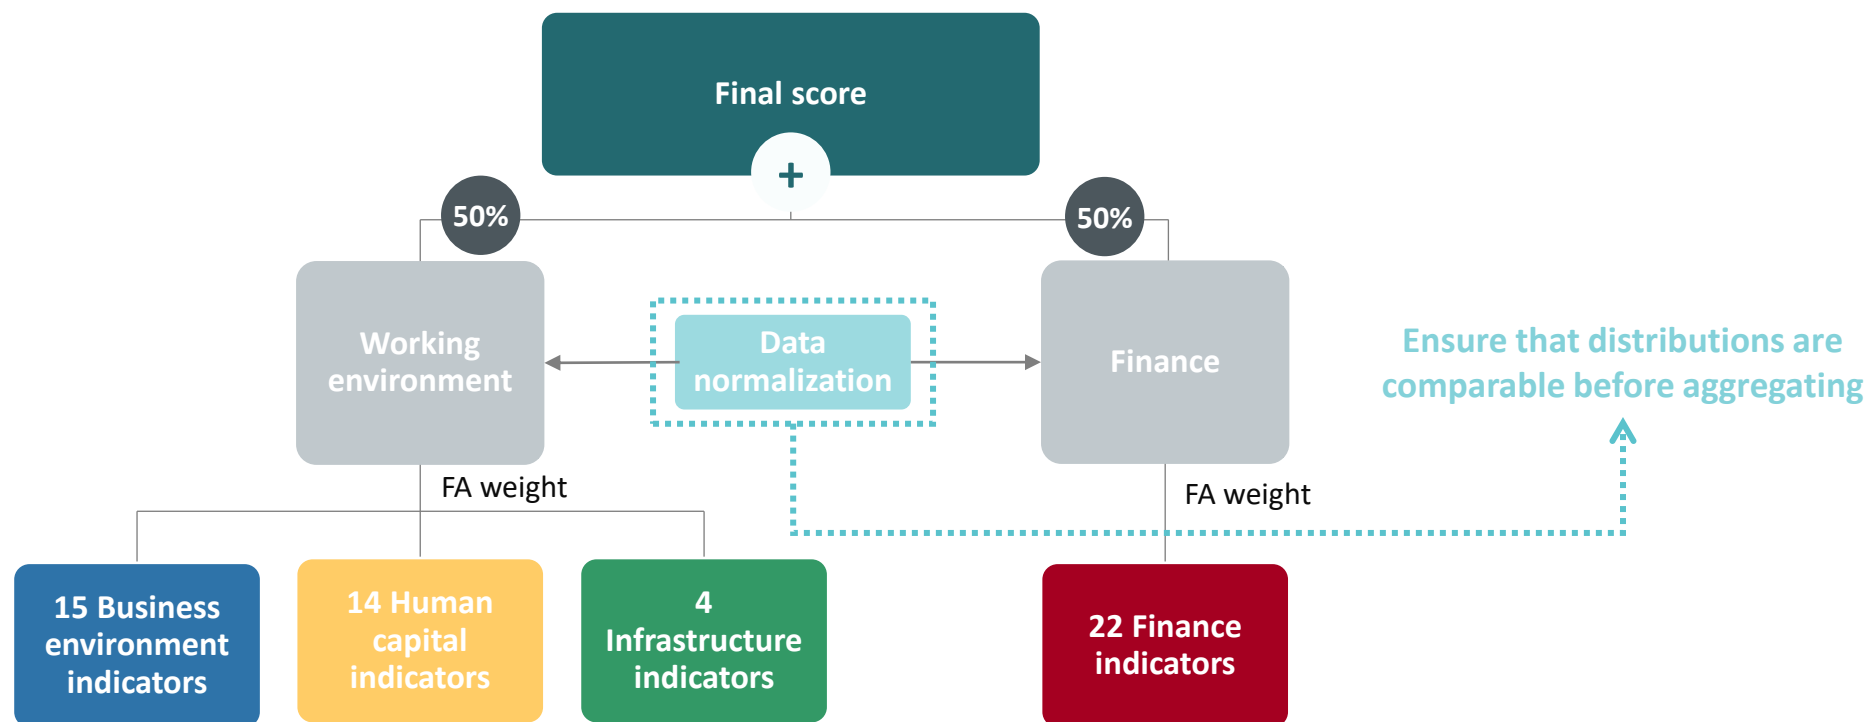 Final score
+
50%
50%
Working
environment
Data
normalization
Finance
Ensure that distributions are
comparable before aggregating
FA weight
FA weight
15 Business
environment
indicators
14 Human
capital
indicators
4
Infrastructure
indicators
22 Finance
indicators